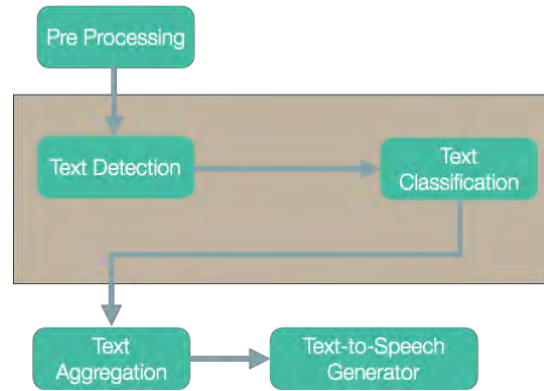 Pre Processing
Text Detection
Text
Classification
Text
Aggregation
Text-to-Speech
Generator